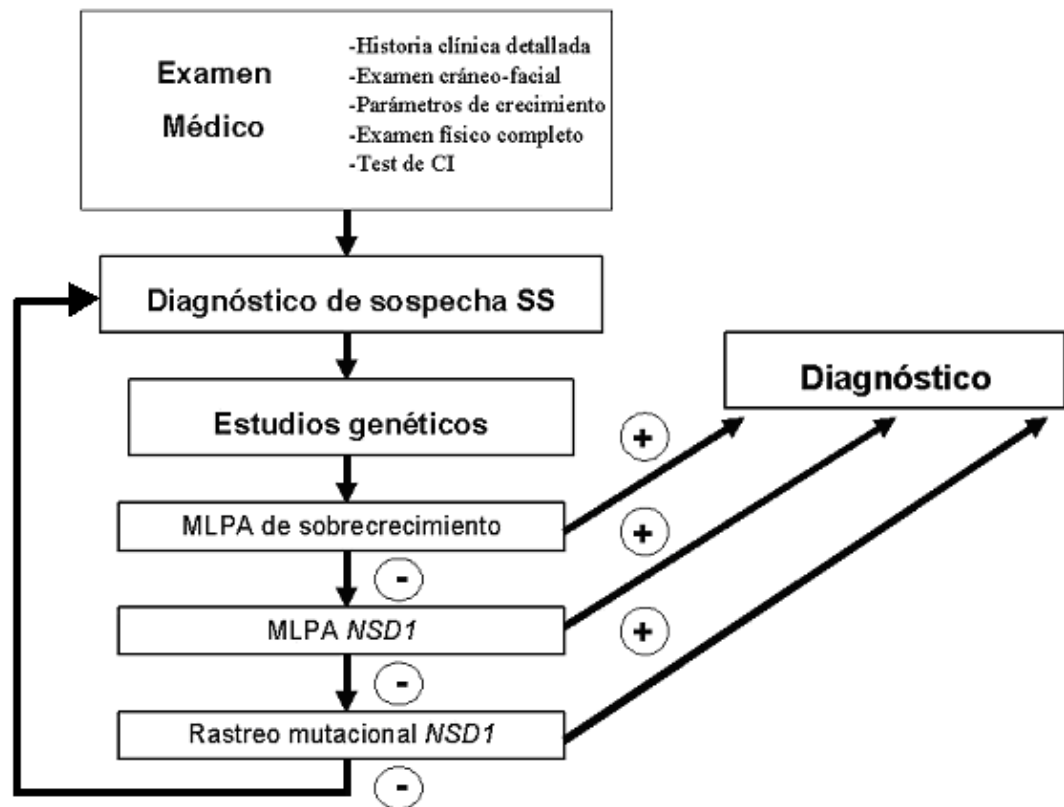 Examen
Médico
-Historia clínica detallada
-Examen cráneo-facial
-Parámetros de crecimiento
-Examen físico completo
-Test de CI
Diagnóstico de sospecha SS
Estudios genéticos
Diagnóstico
+
MLPA de sobrecrecimiento
+
-
MLPA NSD1
+
-
Rastreo mutacional NSD1
-